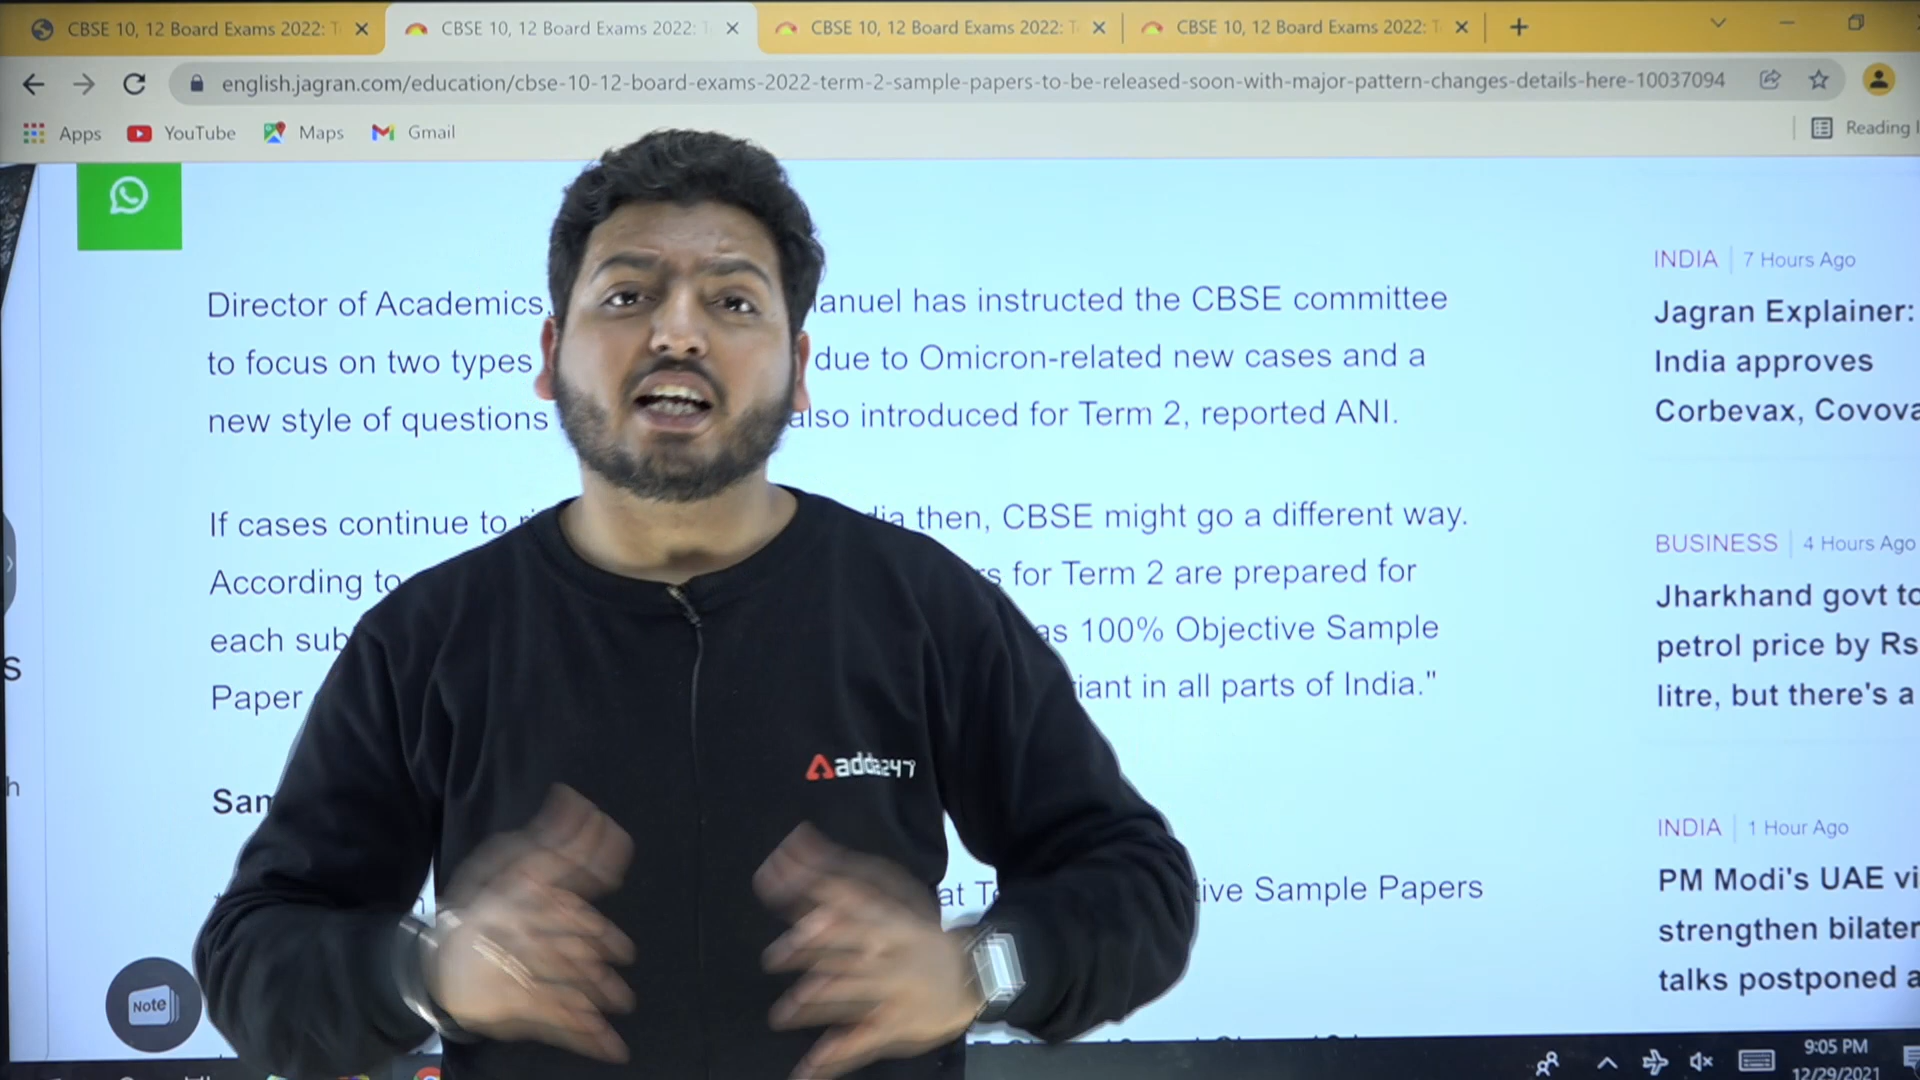 CBSE 10, 12 Board Exams 2022: T
CBSE 10, 12 Board Exams 2022: T
CBSE 10, 12 Board Exams 2022: T
CBSE 10, 12 Board Exams 2022: T
english.jagran.com/education/cbse-10-12-board-exams-2022-term-2-sample-papers-to-be-released-soon-with-major-pattern-changes-details-here-10037094
Apps YouTube Maps Gmail
Reading
Director of Academics, anuel has instructed the CBSE committee
to focus on two types due to Omicron-related new cases and a
new style of questions also introduced for Term 2, reported ANI.
If cases continue to then, CBSE might go a different way.
According to for Term 2 are prepared for
each sub as 100% Objective Sample
Paper iant in all parts of India."
Sam
at Te tive Sample Papers
INDIA 7 Hours Ago
Jagran Explainer:
India approves
Corbevax, Covova
BUSINESS 4 Hours Ago
Jharkhand govt to
petrol price by Rs
litre, but there's a
INDIA 1 Hour Ago
PM Modi's UAE vi
strengthen bilater
talks postponed a
adda247
Note
9:05 PM
12/29/2021